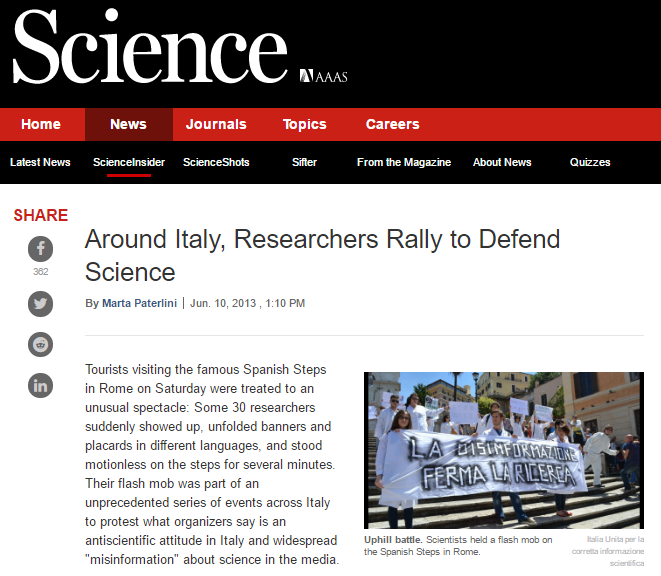 Science
AAAS
Home News Journals Topics Careers
Latest News ScienceInsider ScienceShots Sifter From the Magazine About News Quizzes
SHARE
362
Around Italy, Researchers Rally to Defend
Science
By Marta Paterlini | Jun. 10, 2013 , 1:10 PM
Tourists visiting the famous Spanish Steps
in Rome on Saturday were treated to an
unusual spectacle: Some 30 researchers
suddenly showed up, unfolded banners and
placards in different languages, and stood
motionless on the steps for several minutes.
Their flash mob was part of an
unprecedented series of events across Italy
to protest what organizers say is an
antiscientific attitude in Italy and widespread
"misinformation" about science in the media.
LA DISINFORMAZIONE
FERMA LA RICERCA
Uphill battle. Scientists held a flash mob on
the Spanish Steps in Rome.
Italia Unita per la
corretta informazione
scientifica